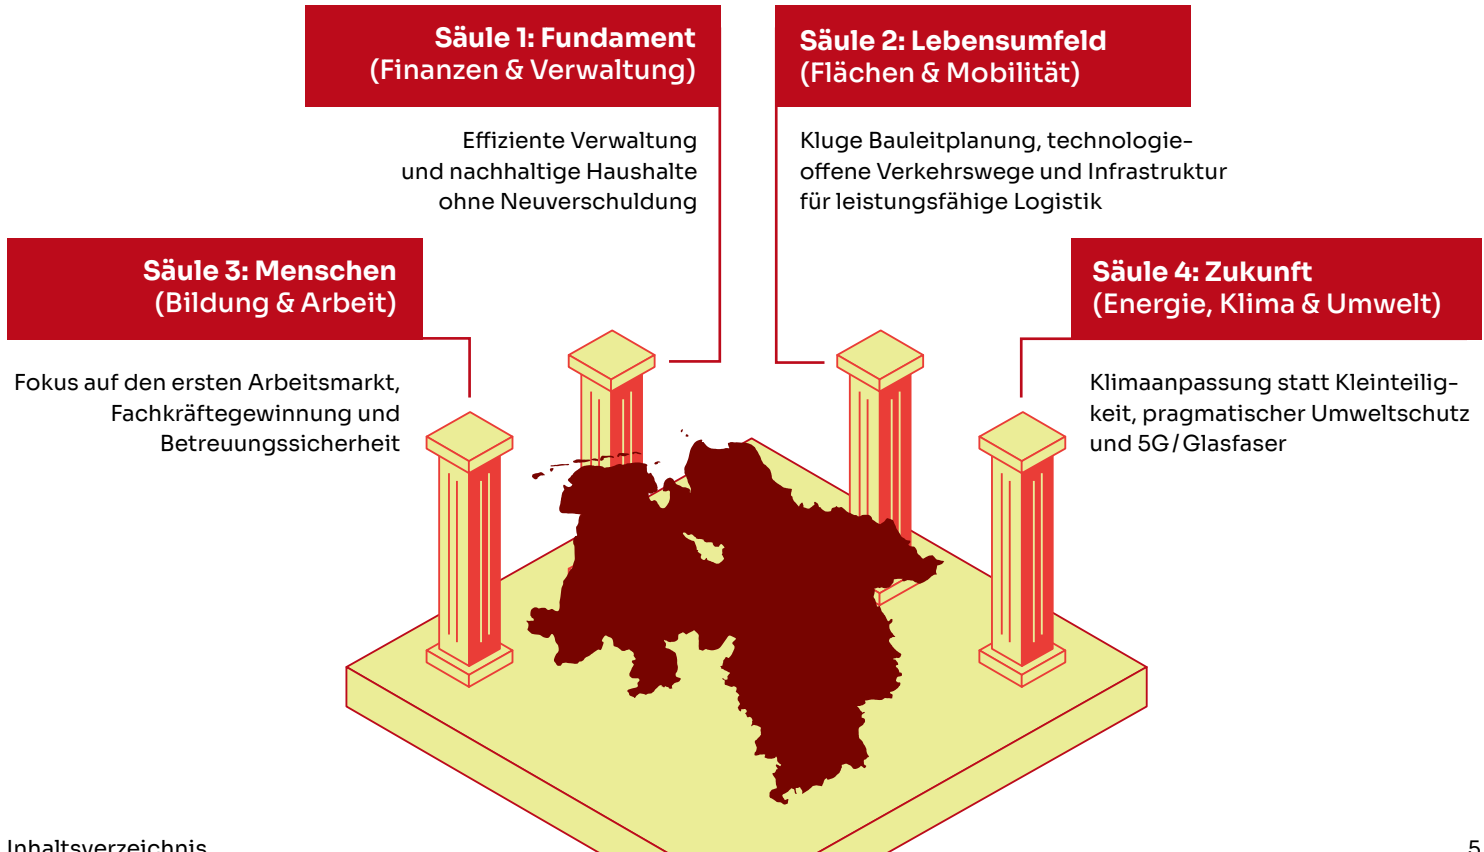 Säule 1: Fundament
(Finanzen & Verwaltung)
Effiziente Verwaltung
und nachhaltige Haushalte
ohne Neuverschuldung
Säule 2: Lebensumfeld
(Flächen & Mobilität)
Kluge Bauleitplanung, technologie-
offene Verkehrswege und Infrastruktur
für leistungsfähige Logistik
Säule 3: Menschen
(Bildung & Arbeit)
Fokus auf den ersten Arbeitsmarkt,
Fachkräftegewinnung und
Betreuungssicherheit
Säule 4: Zukunft
(Energie, Klima & Umwelt)
Klimaanpassung statt Kleinteilig-
keit, pragmatischer Umweltschutz
und 5G/Glasfaser
Inhaltsverzeichnis
5